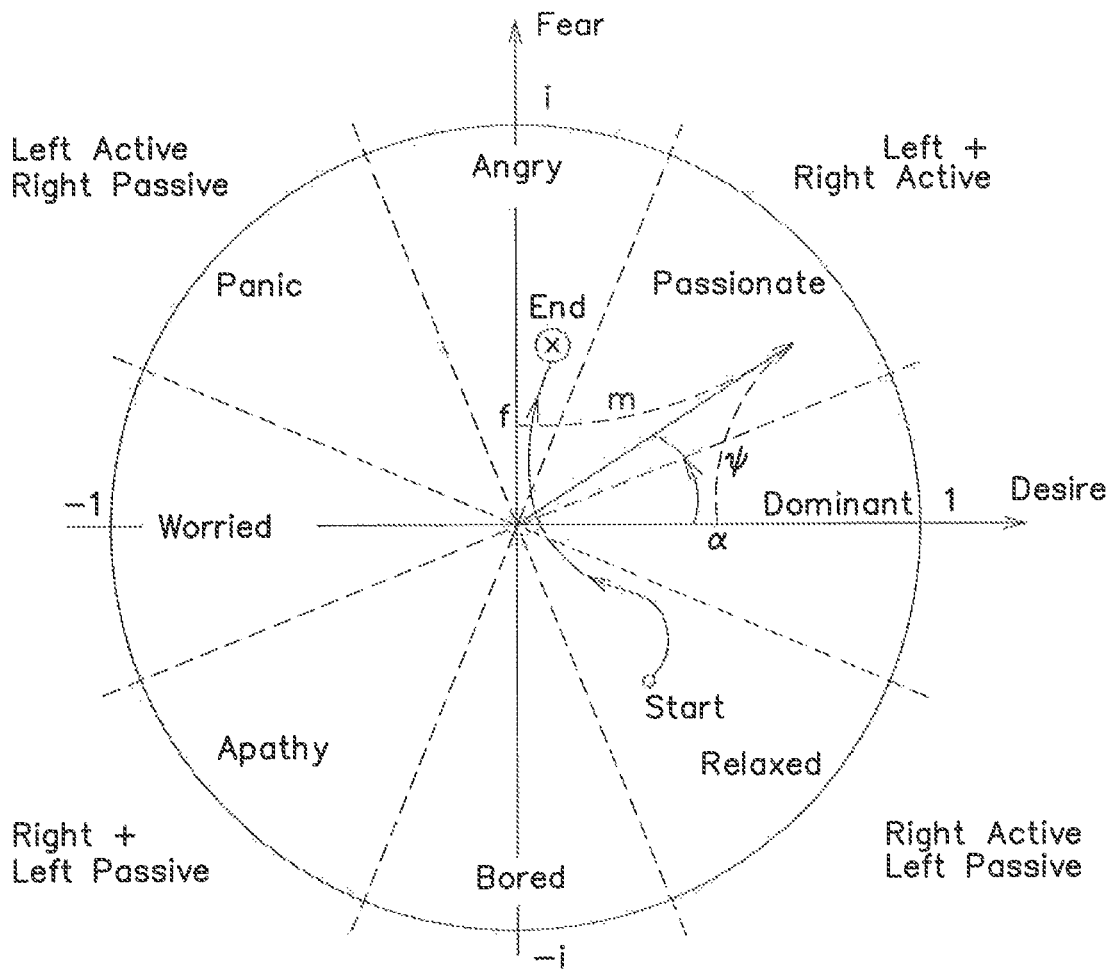 Fear
i
Left Active
Right Passive
Left +
Right Active
Angry
Panic
Passionate
End
x
f
m
ψ
-1
Worried
Dominant
1
Desire
α
Start
Apathy
Relaxed
Right +
Left Passive
Right Active
Left Passive
Bored
-i